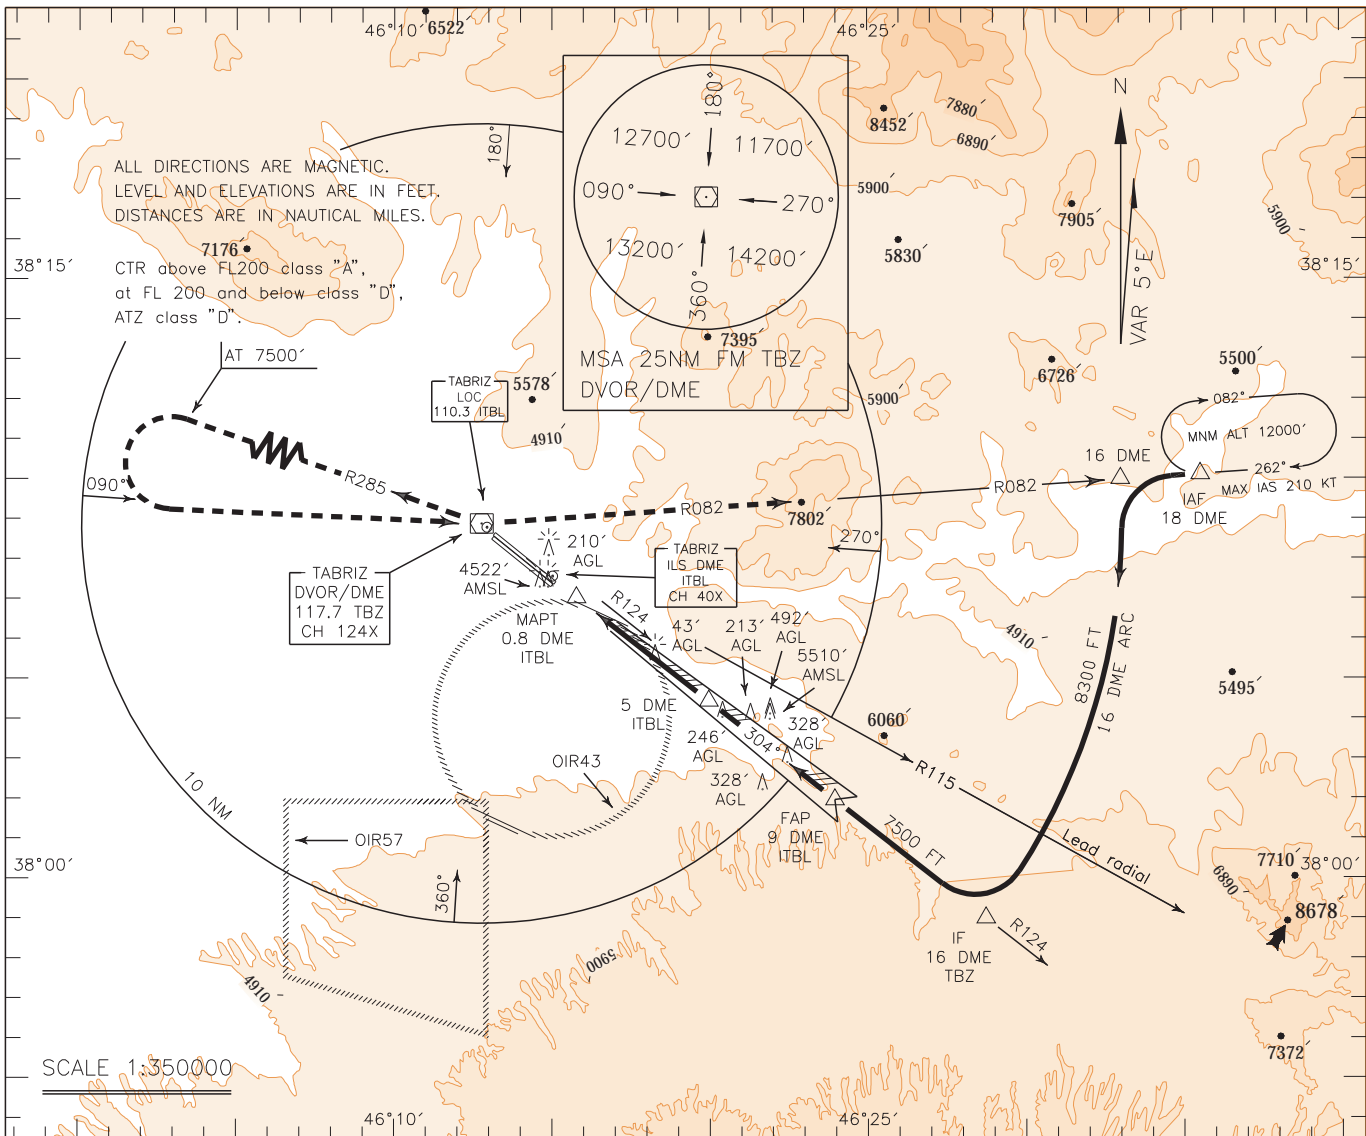 46°10′
6522′
46°25′
N
VAR 5°E
8452′
7880′
6890′
5900′
7905′
5900′
5830′
38°15′
38°15′
180°
12700′
11700′
090°
270°
13200′
14200′
360°
7395′
MSA 25NM FM TBZ
DVOR/DME
180°
ALL DIRECTIONS ARE MAGNETIC.
LEVEL AND ELEVATIONS ARE IN FEET.
DISTANCES ARE IN NAUTICAL MILES.
7176′
CTR above FL200 class "A",
at FL 200 and below class "D",
ATZ class "D".
AT 7500′
TABRIZ
LOC
110.3 ITBL
5578′
4910′
5900′
6726′
5500′
082°
MNM ALT 12000′
262°
MAX IAS 210 KT
IAF
18 DME
16 DME
R082
R082
7802′
270°
090°
R285
210′
AGL
4522′
AMSL
TABRIZ
ILS DME
ITBL
CH 40X
TABRIZ
DVOR/DME
117.7 TBZ
CH 124X
MAPT
0.8 DME
ITBL
R124
43′
AGL
213′
AGL
492′
AGL
5510′
AMSL
4910′
5495′
8300 FT
16 DME ARC
5 DME
ITBL
246′
AGL
304°
328′
AGL
328′
AGL
6060′
R115
Lead radial
OIR43
OIR57
10 NM
FAP
9 DME
ITBL
7500 FT
38°00′
38°00′
360°
7710′
6890′
8678′
IF
16 DME
TBZ
R124
5900
4910′
7372′
SCALE 1:350000
46°10′
46°25′